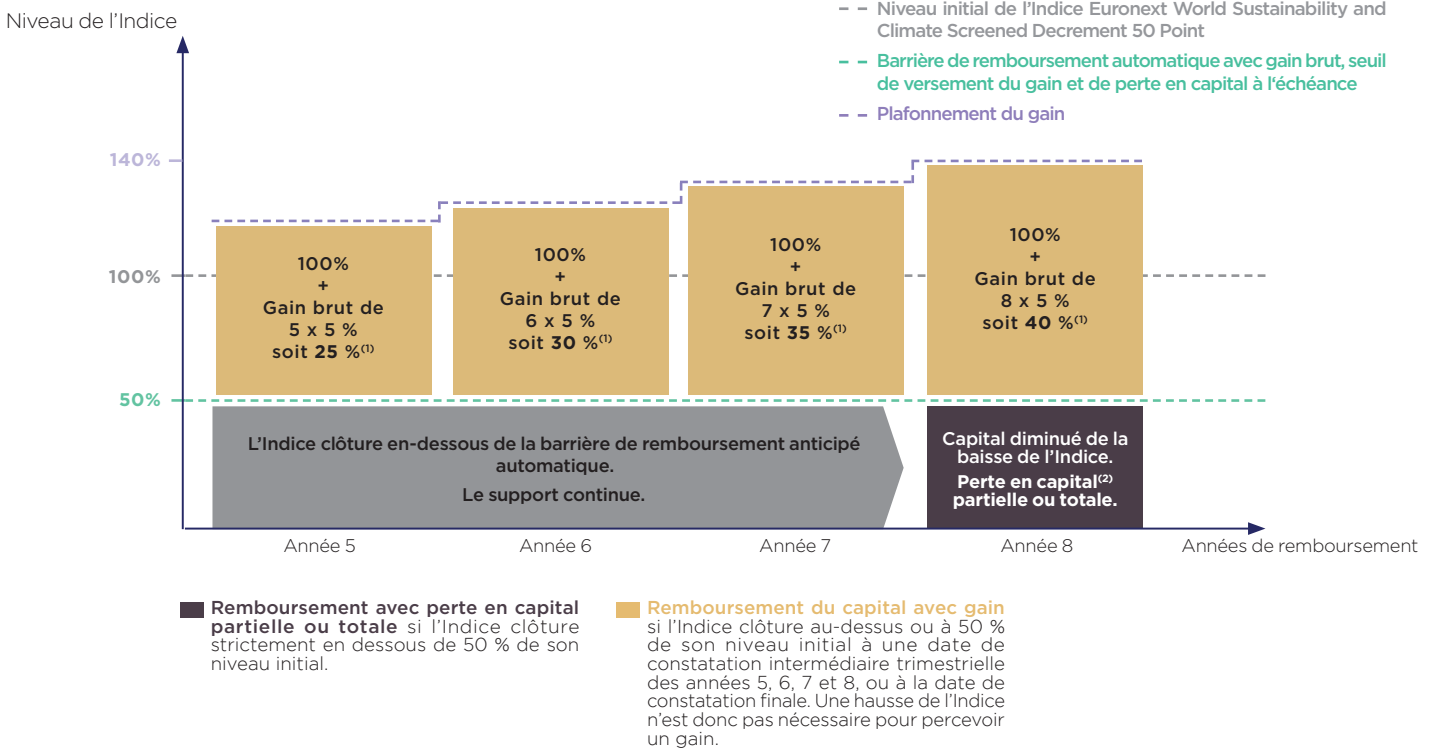 Niveau de l’Indice
Niveau initial de l’Indice Euronext World Sustainability and
Climate Screened Decrement 50 Point
Barrière de remboursement automatique avec gain brut, seuil
de versement du gain et de perte en capital à l‘échéance
Plafonnement du gain
140%
100%
50%
100%
+
Gain brut de
5 x 5 %
soit 25 %(1)
100%
+
Gain brut de
6 x 5 %
soit 30 %(1)
100%
+
Gain brut de
7 x 5 %
soit 35 %(1)
100%
+
Gain brut de
8 x 5 %
soit 40 %(1)
L’Indice clôture en-dessous de la barrière de remboursement anticipé
automatique.
Le support continue.
Capital diminué de la
baisse de l’Indice.
Perte en capital(2)
partielle ou totale.
Année 5
Année 6
Année 7
Année 8
Années de remboursement
Remboursement avec perte en capital
partielle ou totale si l’Indice clôture
strictement en dessous de 50 % de son
niveau initial.
Remboursement du capital avec gain
si l’Indice clôture au-dessus ou à 50 %
de son niveau initial à une date de
constatation intermédiaire trimestrielle
des années 5, 6, 7 et 8, ou à la date de
constatation finale. Une hausse de l’Indice
n’est donc pas nécessaire pour percevoir
un gain.